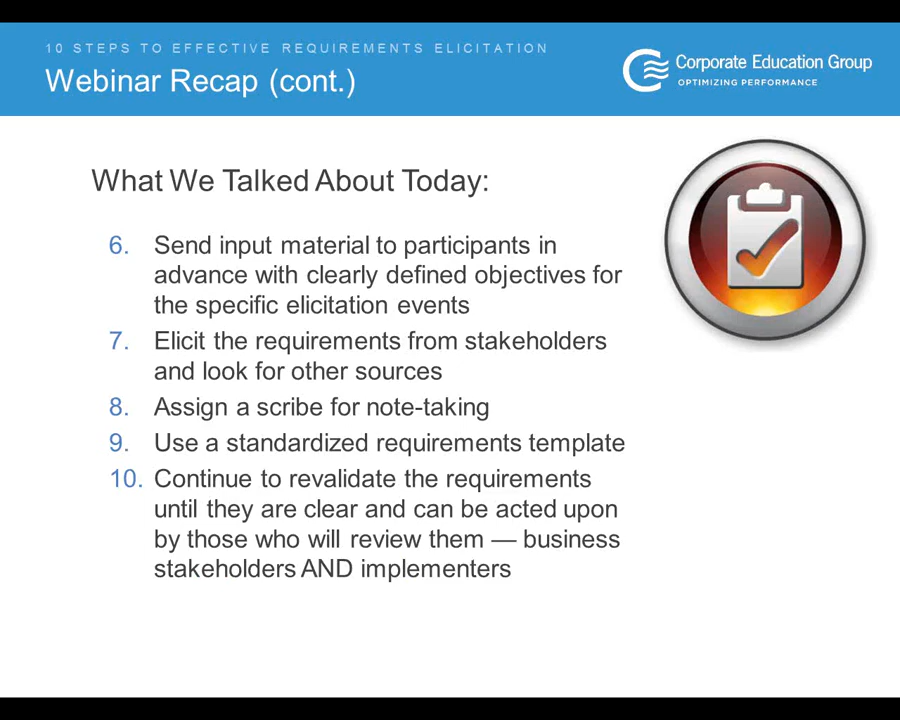 10 STEPS TO EFFECTIVE REQUIREMENTS ELICITATION
Webinar Recap (cont.)
Corporate Education Group
OPTIMIZING PERFORMANCE
What We Talked About Today:
6. Send input material to participants in
advance with clearly defined objectives for
the specific elicitation events
7. Elicit the requirements from stakeholders
and look for other sources
8. Assign a scribe for note-taking
9. Use a standardized requirements template
10. Continue to revalidate the requirements
until they are clear and can be acted upon
by those who will review them — business
stakeholders AND implementers